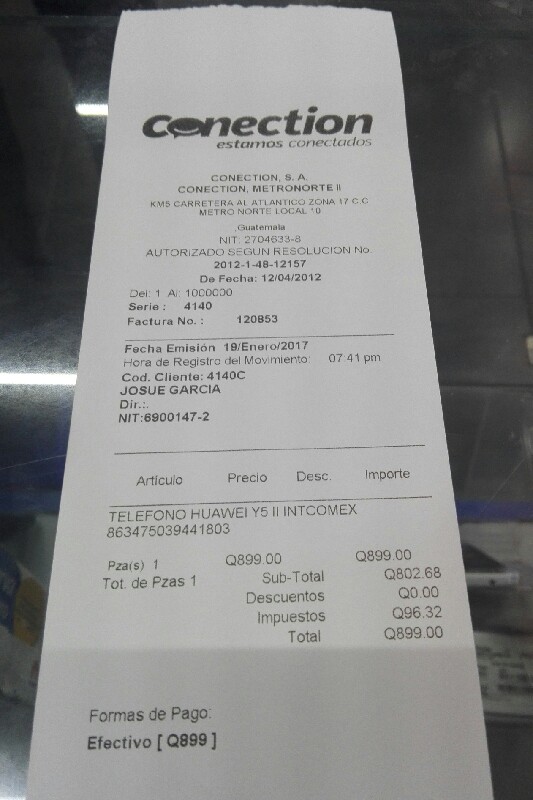 Conection
estamos conectados
CONECTION, S. A.
CONECTION, METRONORTE II
KM5 CARRETERA AL ATLANTICO ZONA 17 C.C
METRO NORTE LOCAL 10
,Guatemala
NIT: 2704633-8
AUTORIZADO SEGUN RESOLUCION No.
2012-1-48-12157
De Fecha: 12/04/2012
Del: 1 Al: 1000000
Serie : 4140
Factura No. : 120853
Fecha Emisión 19/Enero/2017
Hora de Registro del Movimiento: 07:41 pm
Cod. Cliente: 4140C
JOSUE GARCIA
Dir.:.
NIT:6900147-2
Articulo Precio Desc. Importe
TELEFONO HUAWEI Y5 II INTCOMEX
863475039441803
Pza(s) 1 Q899.00 Q899.00
Tot. de Pzas 1 Sub-Total Q802.68
Descuentos Q0.00
Impuestos Q96.32
Total Q899.00
Formas de Pago:
Efectivo [ Q899 ]